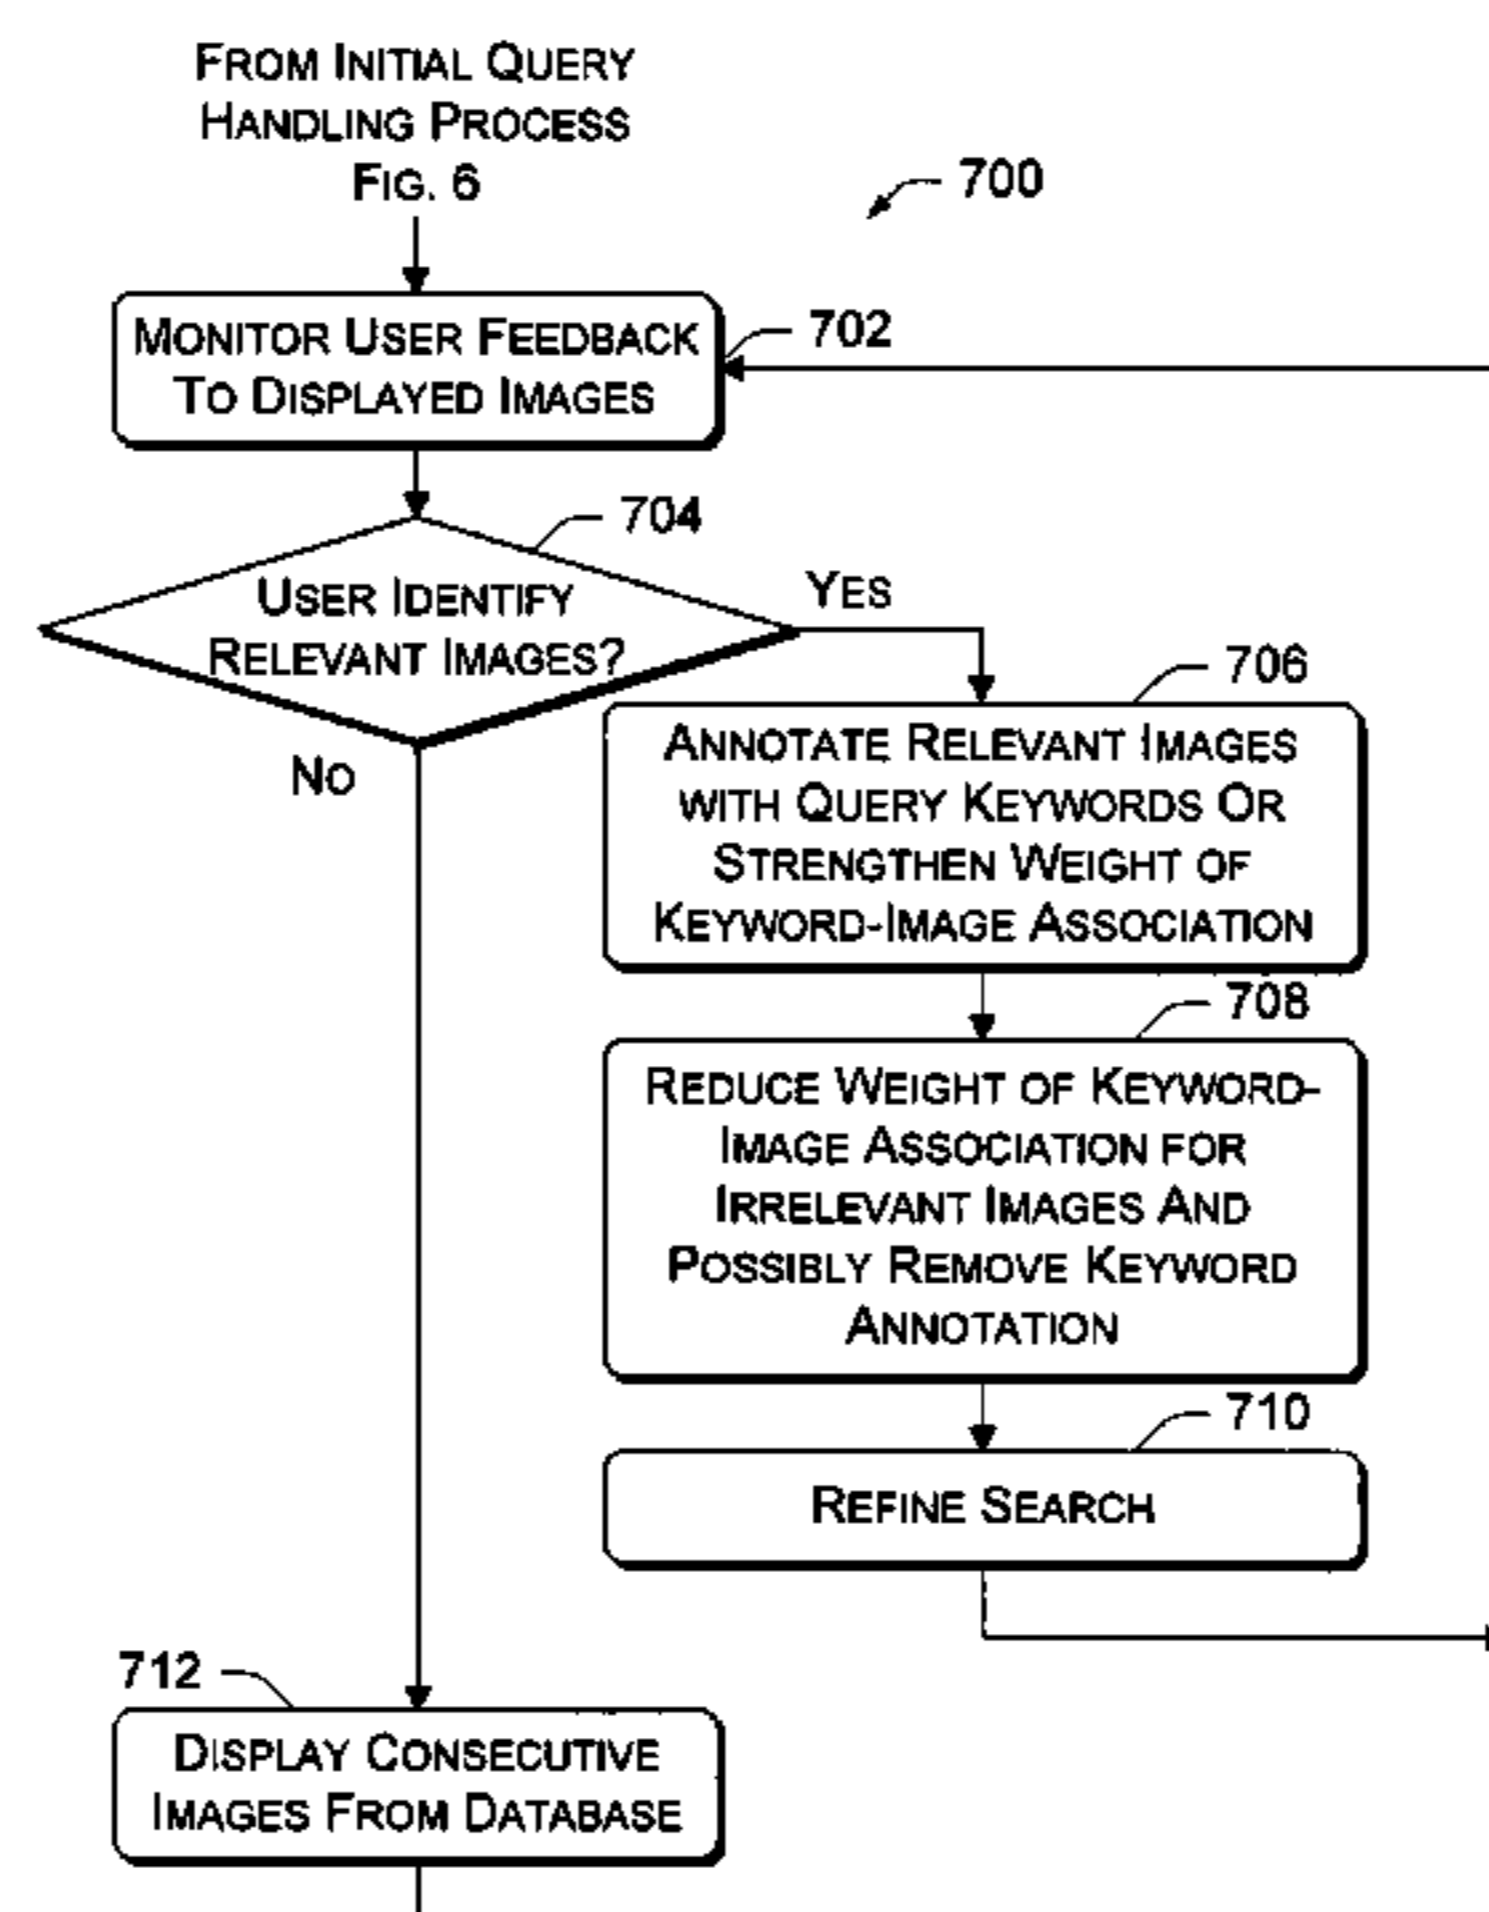 FROM INITIAL QUERY
HANDLING PROCESS
FIG. 6
700
MONITOR USER FEEDBACK
TO DISPLAYED IMAGES
702
704
USER IDENTIFY
RELEVANT IMAGES?
YES
NO
706
ANNOTATE RELEVANT IMAGES
WITH QUERY KEYWORDS OR
STRENGTHEN WEIGHT OF
KEYWORD-IMAGE ASSOCIATION
708
REDUCE WEIGHT OF KEYWORD-
IMAGE ASSOCIATION FOR
IRRELEVANT IMAGES AND
POSSIBLY REMOVE KEYWORD
ANNOTATION
710
REFINE SEARCH
712
DISPLAY CONSECUTIVE
IMAGES FROM DATABASE